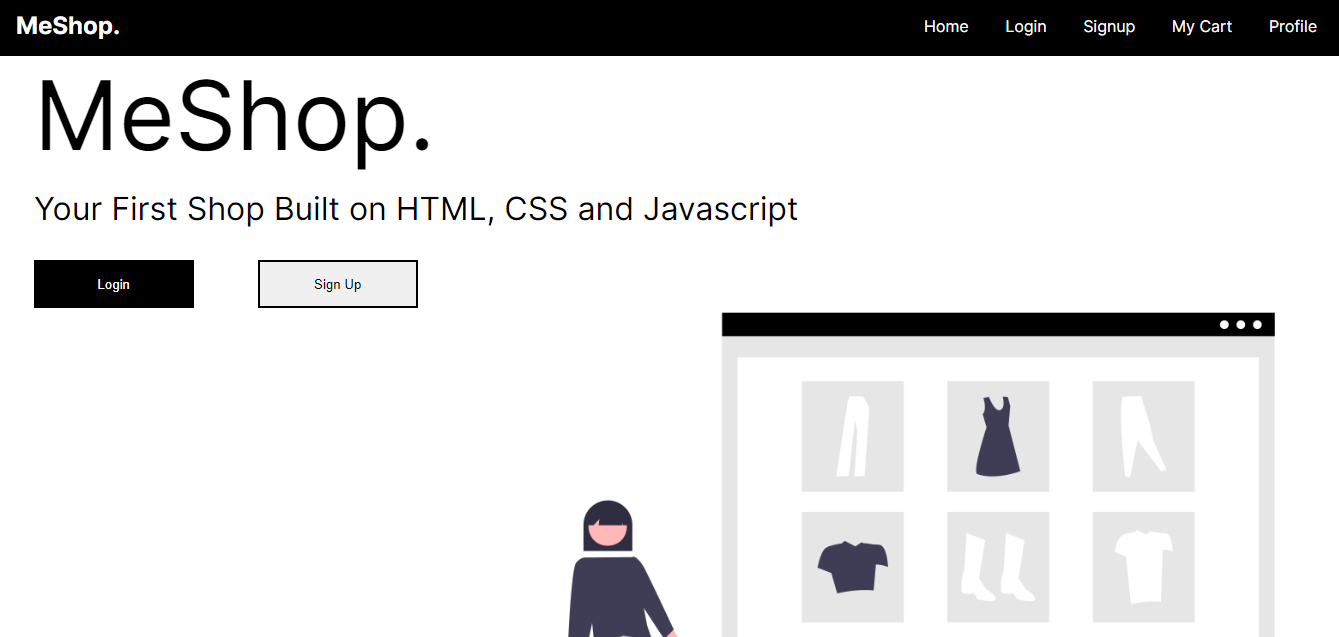 MeShop. Home Login Signup My Cart Profile
MeShop.
Your First Shop Built on HTML, CSS and Javascript
Login Sign Up